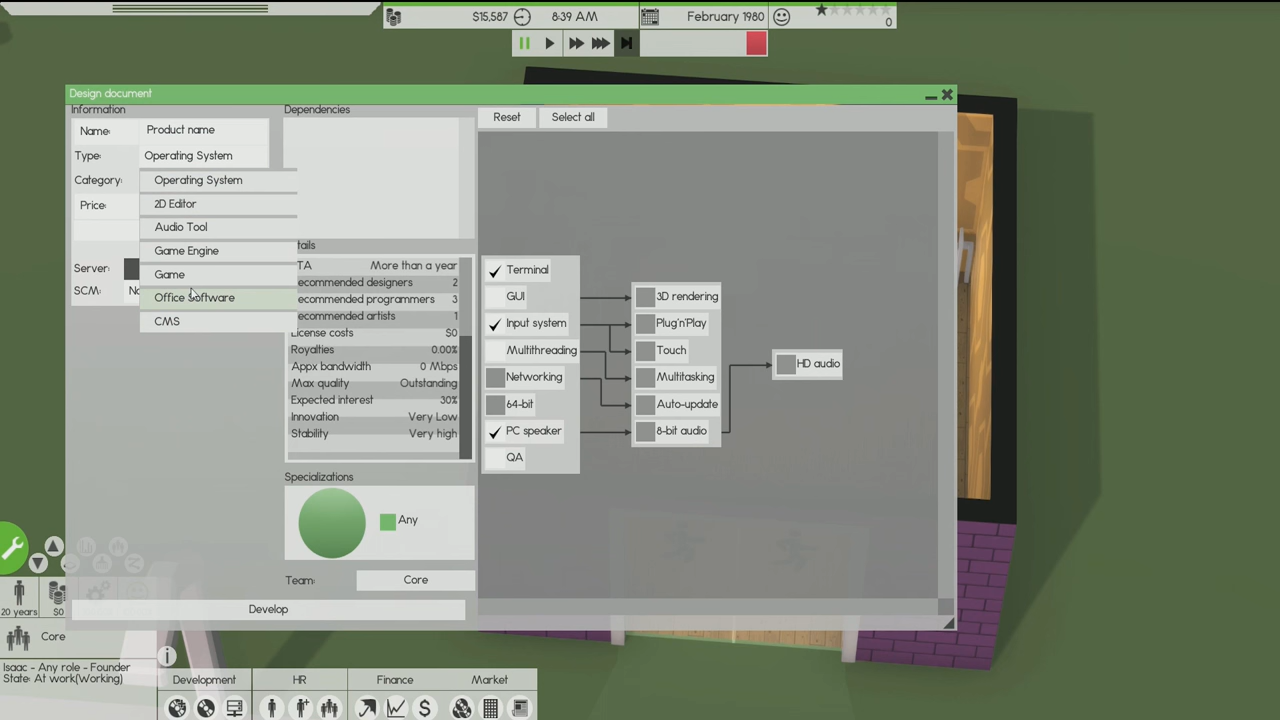 $15,587
8:39 AM
February 1980
0
Design document
Information
Name:
Product name
Type:
Operating System
Category:
Price:
Server:
SCM:
Operating System
2D Editor
Audio Tool
Game Engine
Game
Office Software
CMS
Dependencies
tails
TA More than a year
ecommended designers 2
ecommended programmers 3
ecommended artists 1
License costs $0
Royalties 0.00%
Appx bandwidth 0 Mbps
Max quality Outstanding
Expected interest 30%
Innovation Very Low
Stability Very high
Specializations
Any
Team:
Core
Develop
Reset
Select all
Terminal
GUI
Input system
Multithreading
Networking
64-bit
PC speaker
QA
3D rendering
Plug'n'Play
Touch
Multitasking
Auto-update
8-bit audio
HD audio
20 years
$0
Core
Isaac - Any role - Founder
State: At work(Working)
Development
HR
Finance
Market